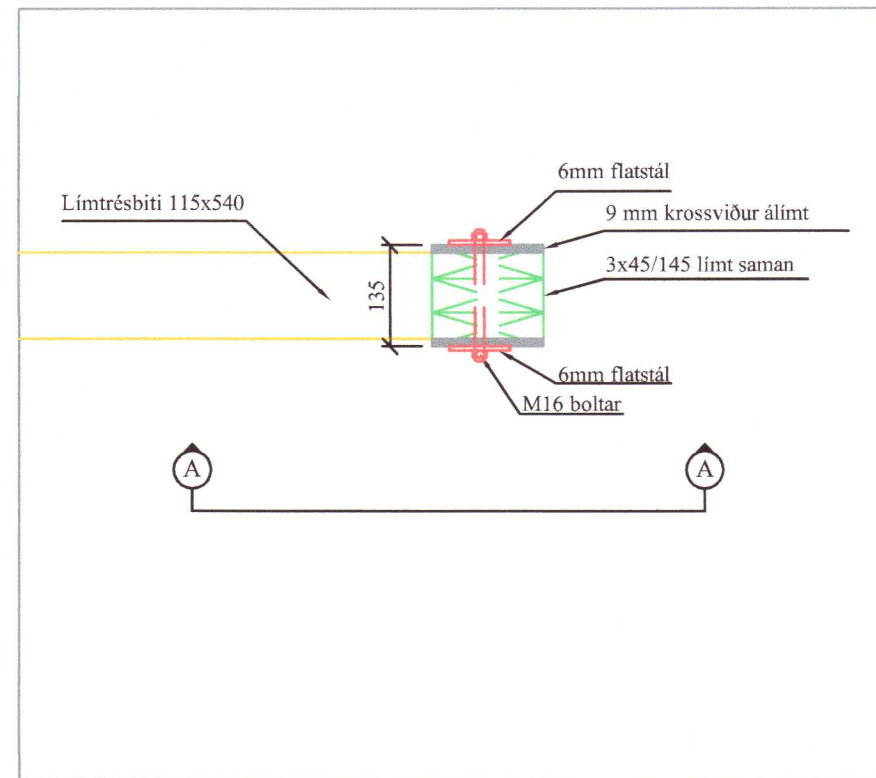 6mm flatstál
Límtrésbiti 115x540
9 mm krossviður álímt
3x45/145 límt saman
135
6mm flatstál
M16 boltar
A
A